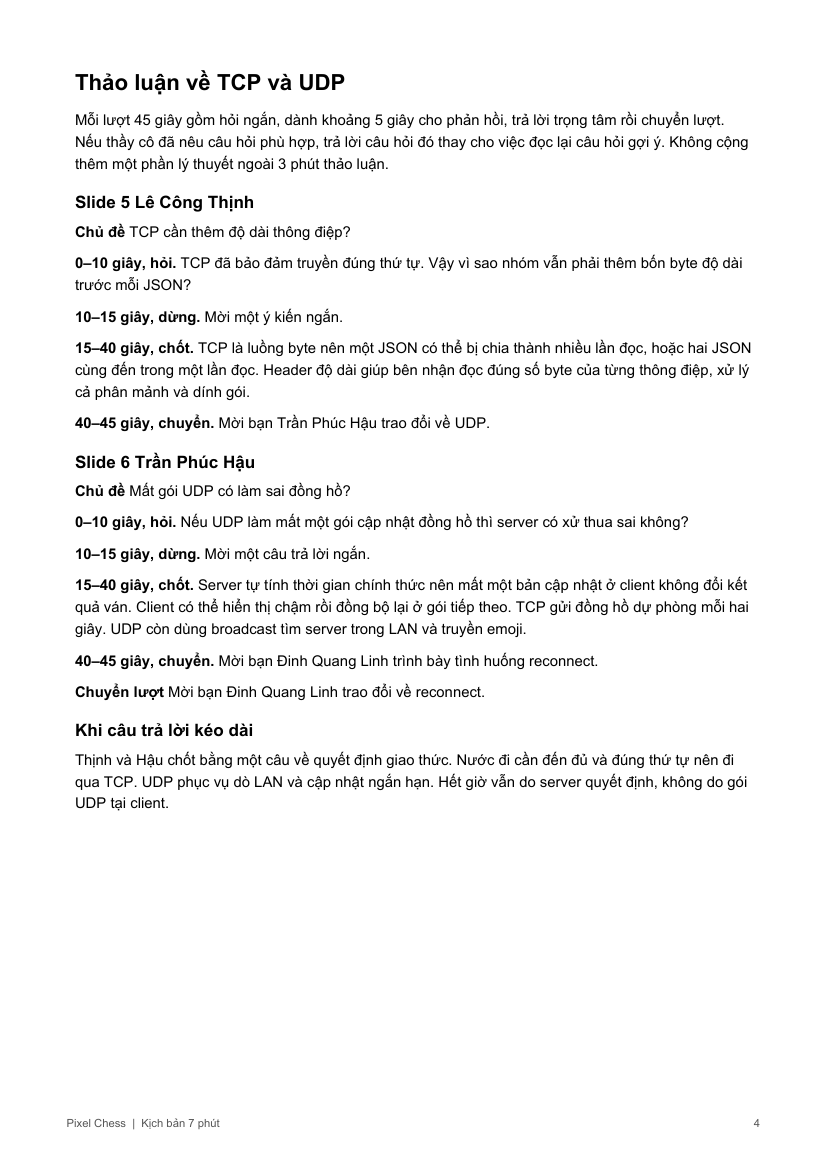 Thảo luận về TCP và UDP
Mỗi lượt 45 giây gồm hỏi ngắn, dành khoảng 5 giây cho phản hồi, trả lời trọng tâm rồi chuyển lượt.
Nếu thầy cô đã nêu câu hỏi phù hợp, trả lời câu hỏi đó thay cho việc đọc lại câu hỏi gợi ý. Không cộng
thêm một phần lý thuyết ngoài 3 phút thảo luận.
Slide 5 Lê Công Thịnh
Chủ đề TCP cần thêm độ dài thông điệp?
0–10 giây, hỏi. TCP đã bảo đảm truyền đúng thứ tự. Vậy vì sao nhóm vẫn phải thêm bốn byte độ dài
trước mỗi JSON?
10–15 giây, dừng. Mời một ý kiến ngắn.
15–40 giây, chốt. TCP là luồng byte nên một JSON có thể bị chia thành nhiều lần đọc, hoặc hai JSON
cùng đến trong một lần đọc. Header độ dài giúp bên nhận đọc đúng số byte của từng thông điệp, xử lý
cả phân mảnh và dính gói.
40–45 giây, chuyển. Mời bạn Trần Phúc Hậu trao đổi về UDP.
Slide 6 Trần Phúc Hậu
Chủ đề Mất gói UDP có làm sai đồng hồ?
0–10 giây, hỏi. Nếu UDP làm mất một gói cập nhật đồng hồ thì server có xử thua sai không?
10–15 giây, dừng. Mời một câu trả lời ngắn.
15–40 giây, chốt. Server tự tính thời gian chính thức nên mất một bản cập nhật ở client không đổi kết
quả ván. Client có thể hiển thị chậm rồi đồng bộ lại ở gói tiếp theo. TCP gửi đồng hồ dự phòng mỗi hai
giây. UDP còn dùng broadcast tìm server trong LAN và truyền emoji.
40–45 giây, chuyển. Mời bạn Đinh Quang Linh trình bày tình huống reconnect.
Chuyển lượt Mời bạn Đinh Quang Linh trao đổi về reconnect.
Khi câu trả lời kéo dài
Thịnh và Hậu chốt bằng một câu về quyết định giao thức. Nước đi cần đến đủ và đúng thứ tự nên đi
qua TCP. UDP phục vụ dò LAN và cập nhật ngắn hạn. Hết giờ vẫn do server quyết định, không do gói
UDP tại client.
Pixel Chess | Kịch bản 7 phút
4